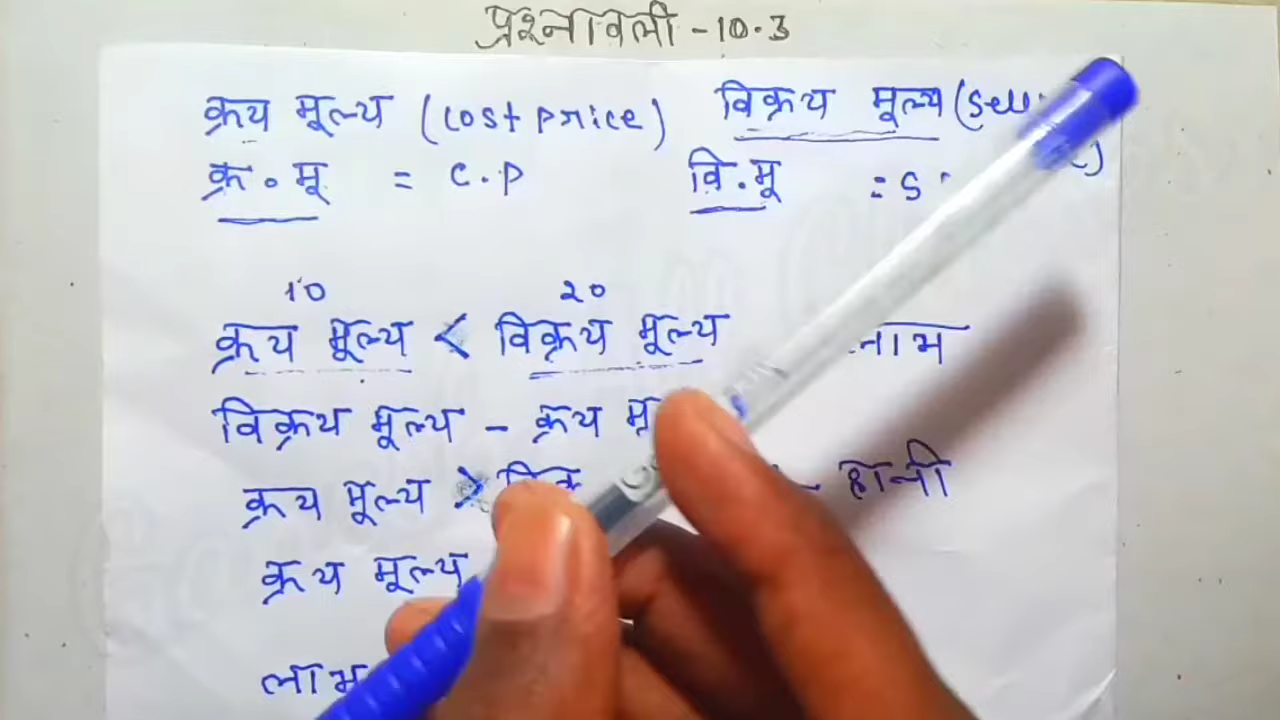 प्रश्नावली - 10.3
क्रय मूल्य (cost price) विक्रय मूल्य
क्र. मू = C.P वि. मू =
10 20
क्रय मूल्य < विक्रय मूल्य
विक्रय मूल्य - क्रय
क्रय मूल्य > - हानी
क्रय मूल्य